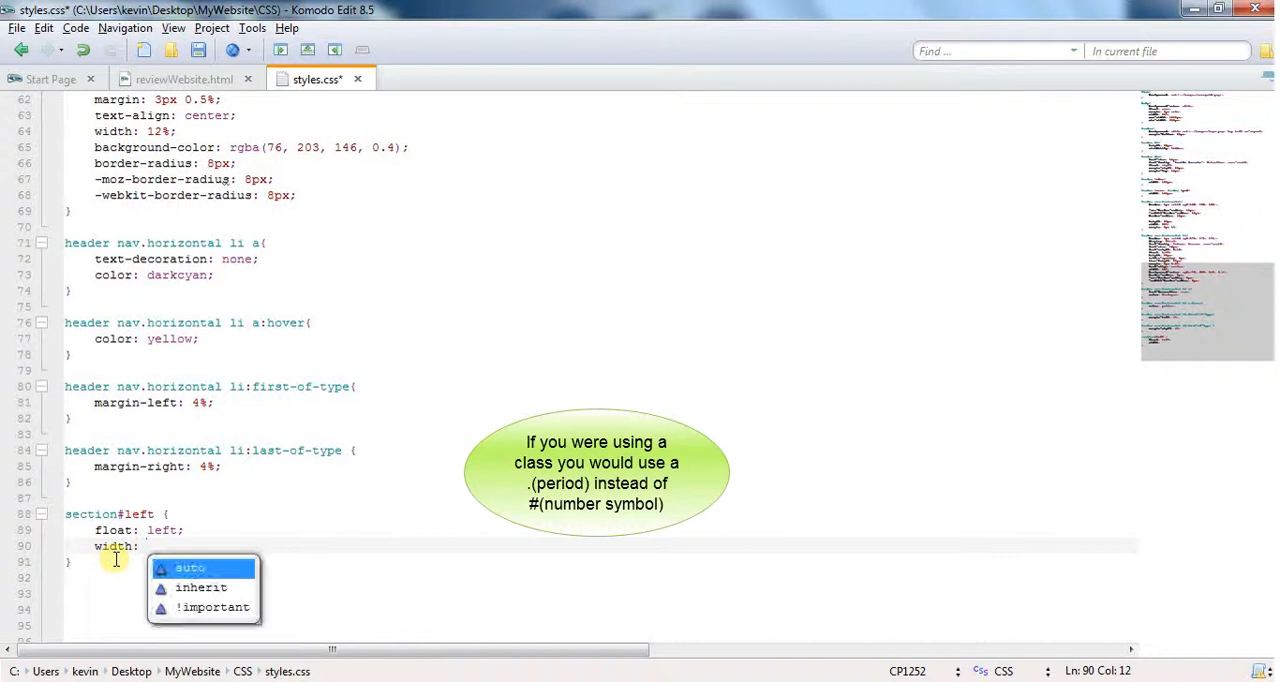 styles.css* (C:\Users\kevin\Desktop\MyWebsite\CSS) - Komodo Edit 8.5
File Edit Code Navigation View Project Tools Help
Find ... In current file
Start Page reviewWebsite.html styles.css*
62 margin: 3px 0.5%;
63 text-align: center;
64 width: 12%;
65 background-color: rgba(76, 203, 146, 0.4);
66 border-radius: 8px;
67 -moz-border-radius: 8px;
68 -webkit-border-radius: 8px;
69 }
70
71 header nav.horizontal li a{
72 text-decoration: none;
73 color: darkcyan;
74 }
75
76 header nav.horizontal li a:hover{
77 color: yellow;
78 }
79
80 header nav.horizontal li:first-of-type{
81 margin-left: 4%;
82 }
83
84 header nav.horizontal li:last-of-type {
85 margin-right: 4%;
86 }
87
88 section#left {
89 float: left;
90 width:
91 }
92
93
94
95
96
auto
inherit
!important
If you were using a
class you would use a
.(period) instead of
#(number symbol)
C: Users kevin Desktop MyWebsite CSS styles.css CP1252 CSS CSS Ln: 90 Col: 12